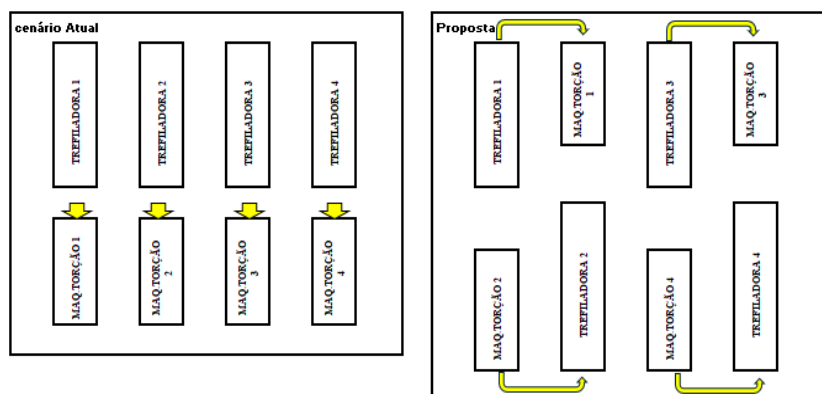 cenário Atual
TREFILADORA 1
TREFILADORA 2
TREFILADORA 3
TREFILADORA 4
MAQ.TORÇÃO 1
MAQ.TORÇÃO
2
MAQ.TORÇÃO
3
MAQ.TORÇÃO
4
Proposta
TREFILADORA 1
MAQ.TORÇÃO
1
TREFILADORA 3
MAQ.TORÇÃO
3
MAQ.TORÇÃO 2
TREFILADORA 2
MAQ.TORÇÃO 4
TREFILADORA 4